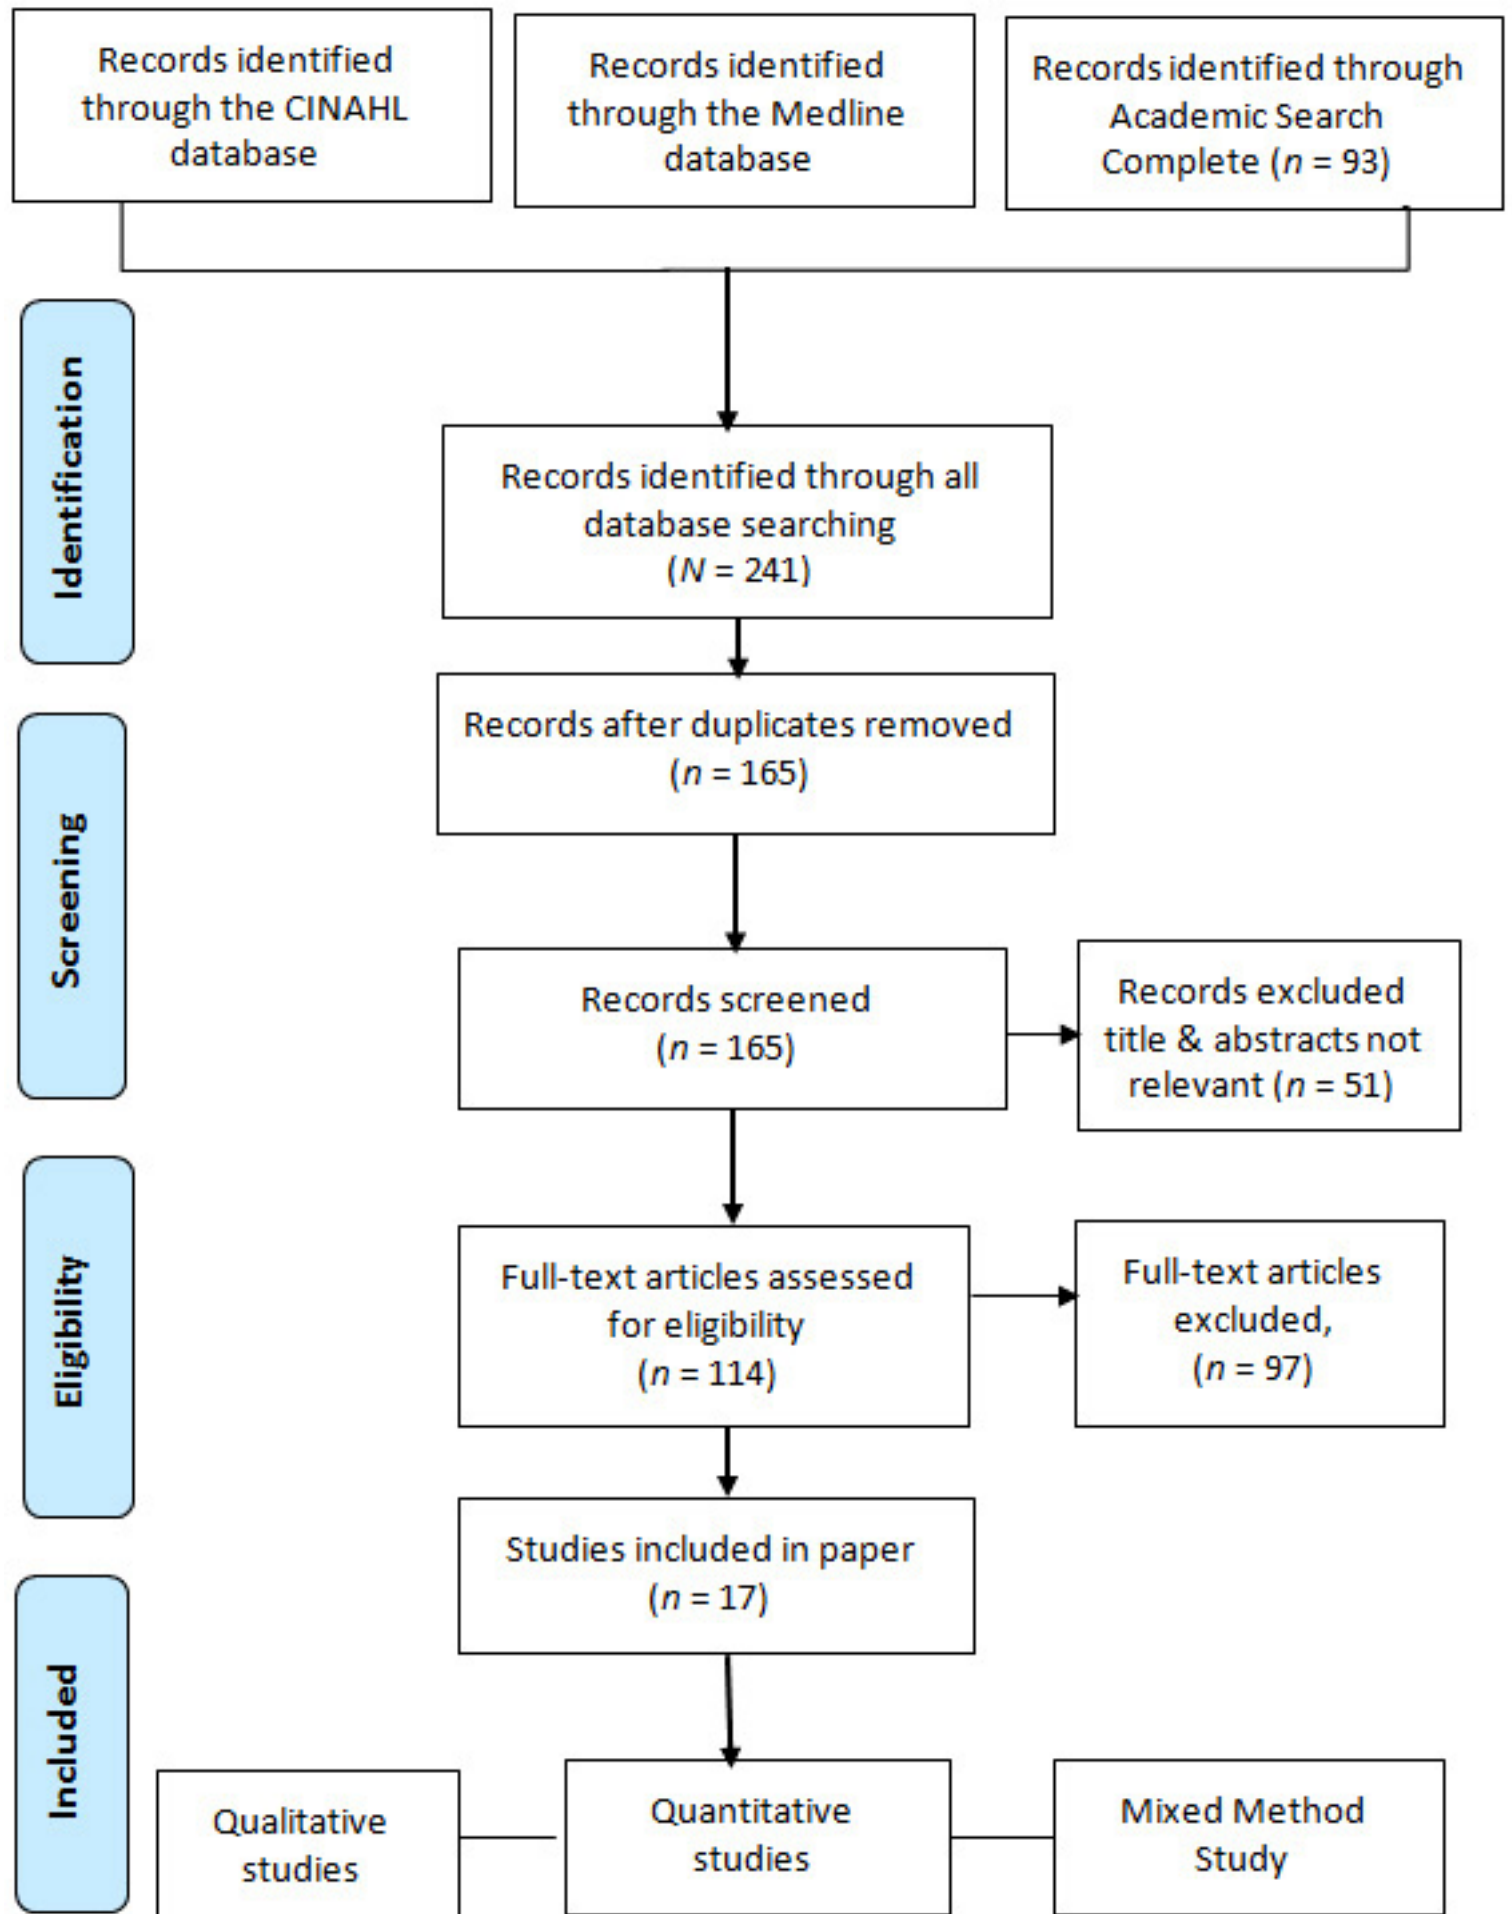 Records identified
through the CINAHL
database
Records identified
through the Medline
database
Records identified through
Academic Search
Complete (n = 93)
Identification
Records identified through all
database searching
(N = 241)
Screening
Records after duplicates removed
(n = 165)
Records screened
(n = 165)
Records excluded
title & abstracts not
relevant (n = 51)
Eligibility
Full-text articles assessed
for eligibility
(n = 114)
Full-text articles
excluded,
(n = 97)
Studies included in paper
(n = 17)
Included
Qualitative
studies
Quantitative
studies
Mixed Method
Study